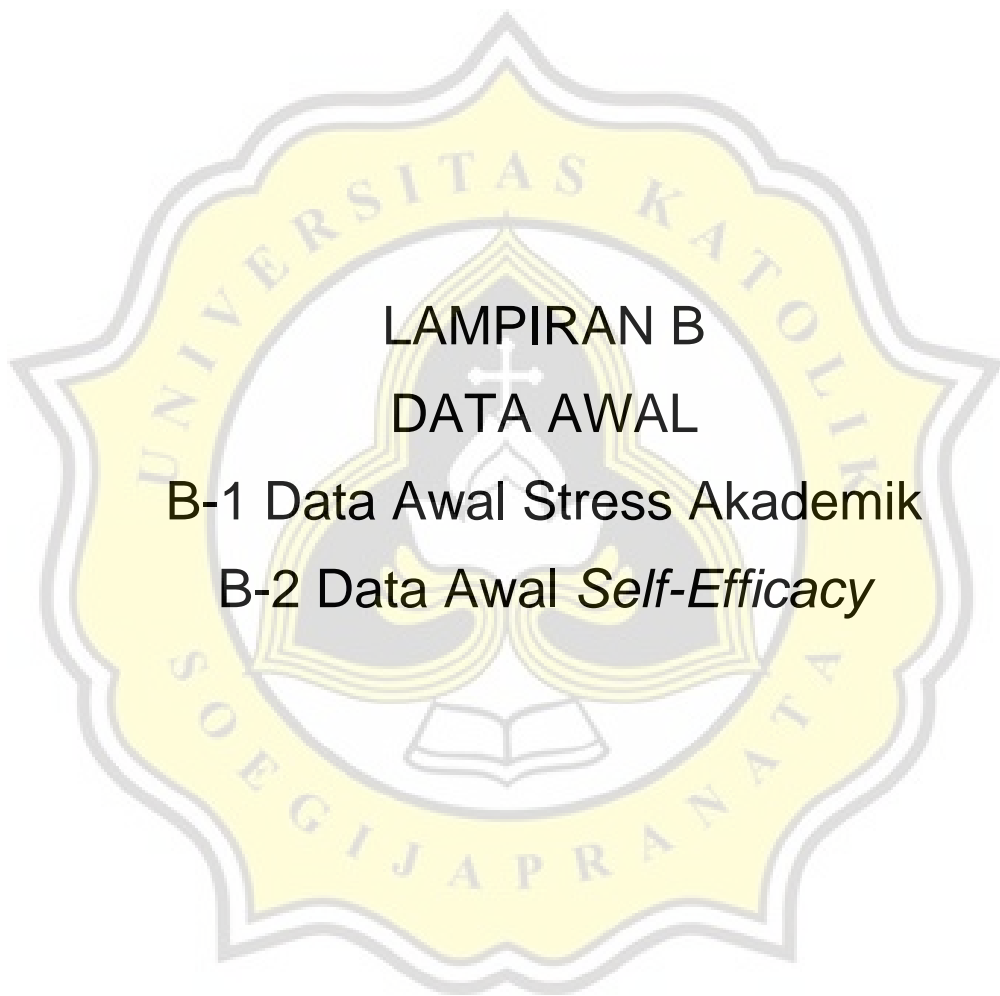 UNIVERSITAS KATOLIK
LAMPIRAN B
DATA AWAL
B-1 Data Awal Stress Akademik
B-2 Data Awal Self-Efficacy
SOEGIJAPRANATA